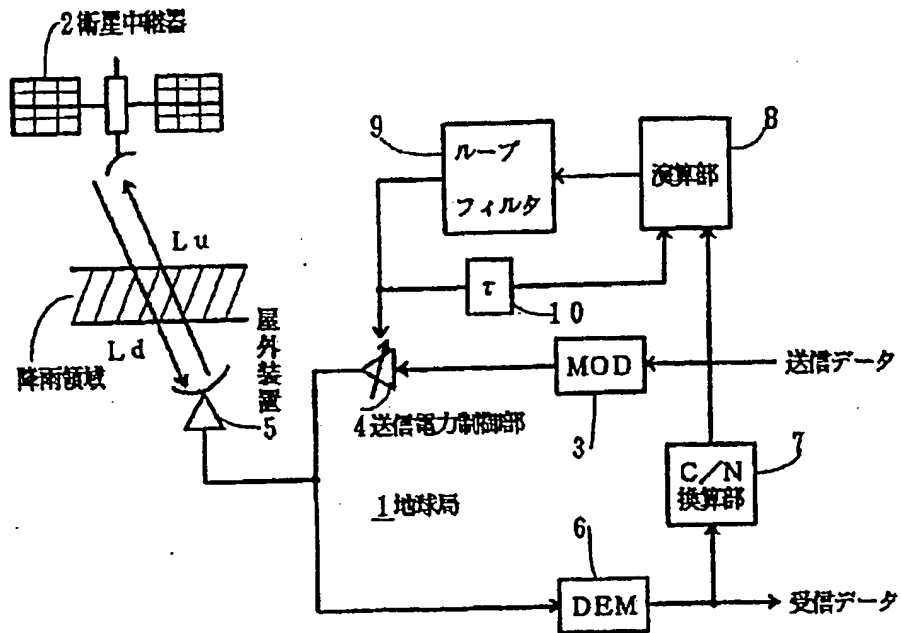 2衛星中継器
9
ループ
フィルタ
8
演算部
Lu
τ
10
Ld
降雨領域
屋外装置
5
4送信電力制御部
MOD
3
送信データ
C/N
換算部
7
1地球局
6
DEM
受信データ